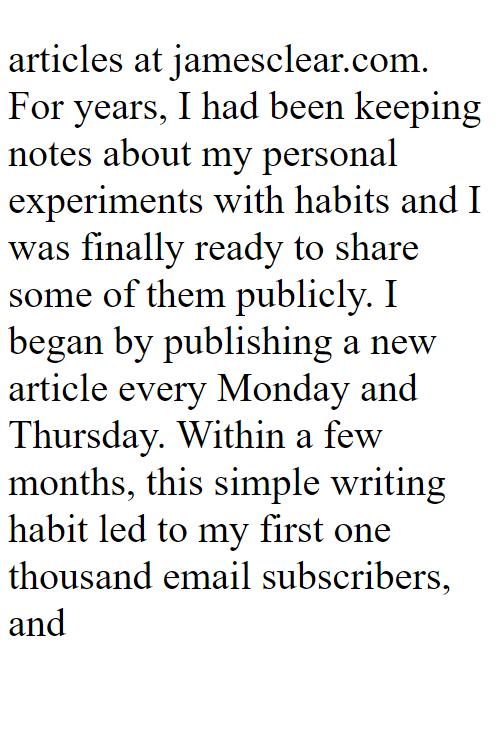 articles at jamesclear.com.
For years, I had been keeping
notes about my personal
experiments with habits and I
was finally ready to share
some of them publicly. I
began by publishing a new
article every Monday and
Thursday. Within a few
months, this simple writing
habit led to my first one
thousand email subscribers,
and